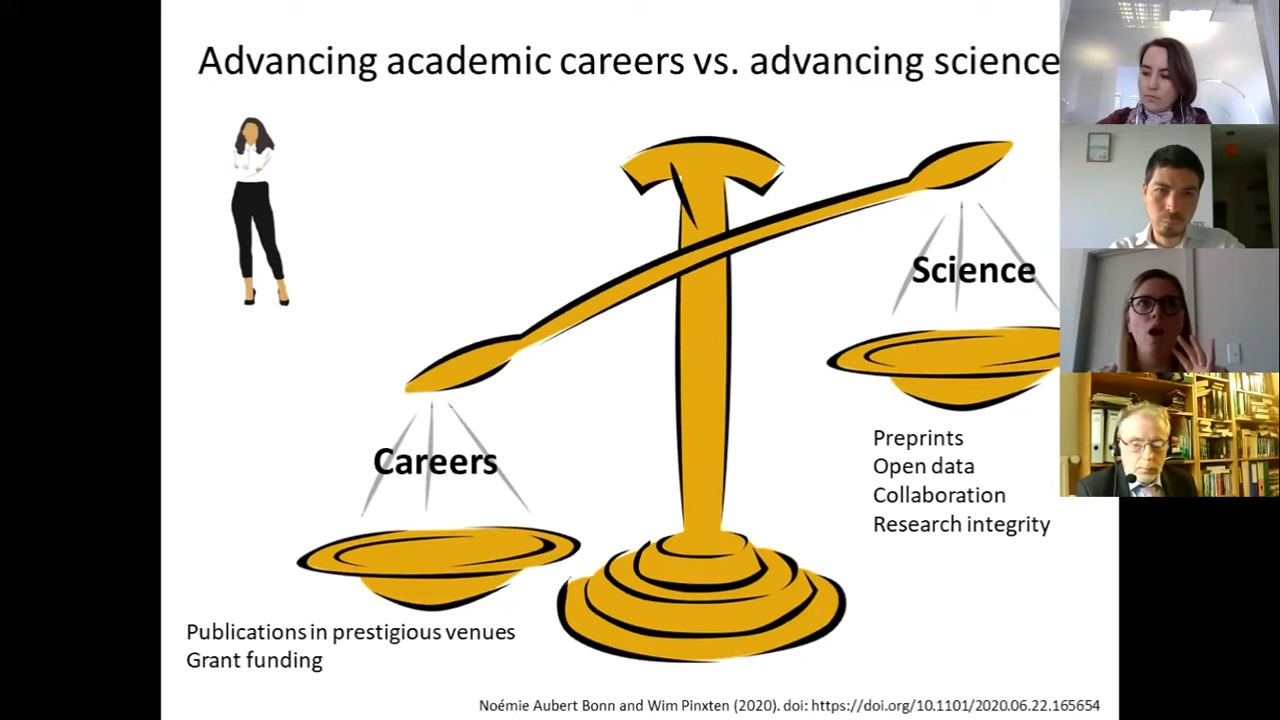 Advancing academic careers vs. advancing science
Science
Careers
Preprints
Open data
Collaboration
Research integrity
Publications in prestigious venues
Grant funding
Noémie Aubert Bonn and Wim Pinxten (2020). doi: https://doi.org/10.1101/2020.06.22.165654